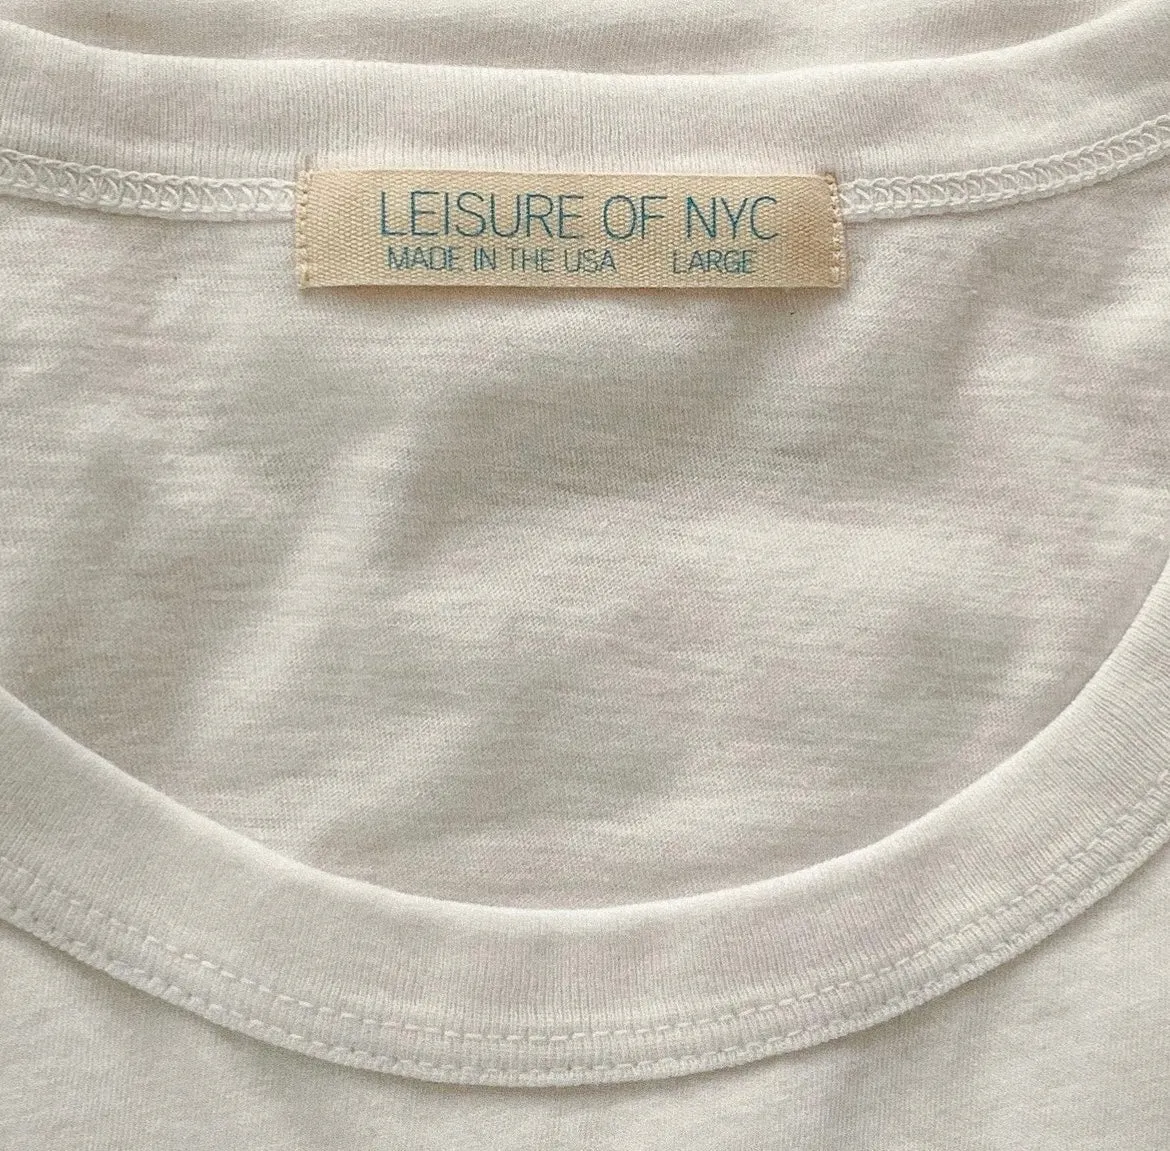 LEISURE OF NYC
MADE IN THE USA LARGE